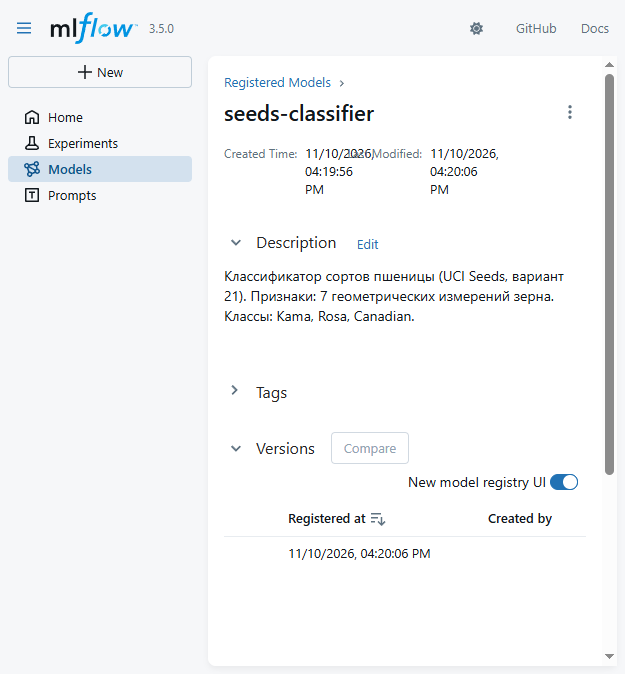 mlflow 3.5.0 GitHub Docs
New
Home
Experiments
Models
Prompts
Registered Models
seeds-classifier
Created Time: 11/10/2026, 04:19:56 PM
Modified: 11/10/2026, 04:20:06 PM
Description Edit
Классификатор сортов пшеницы (UCI Seeds, вариант
21). Признаки: 7 геометрических измерений зерна.
Классы: Kama, Rosa, Canadian.
Tags
Versions Compare
New model registry UI
Registered at Created by
11/10/2026, 04:20:06 PM